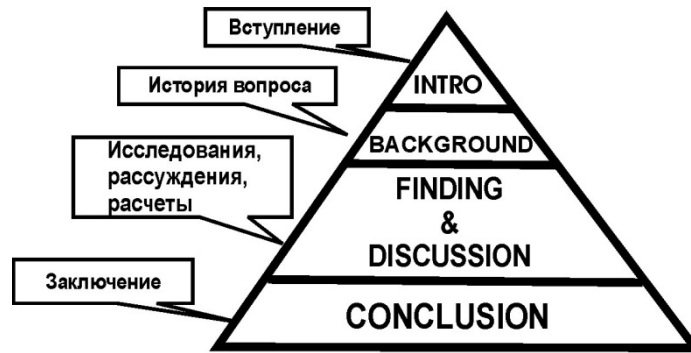 Вступление
INTRO
История вопроса
BACKGROUND
Исследования,
рассуждения,
расчеты
FINDING
&
DISCUSSION
Заключение
CONCLUSION